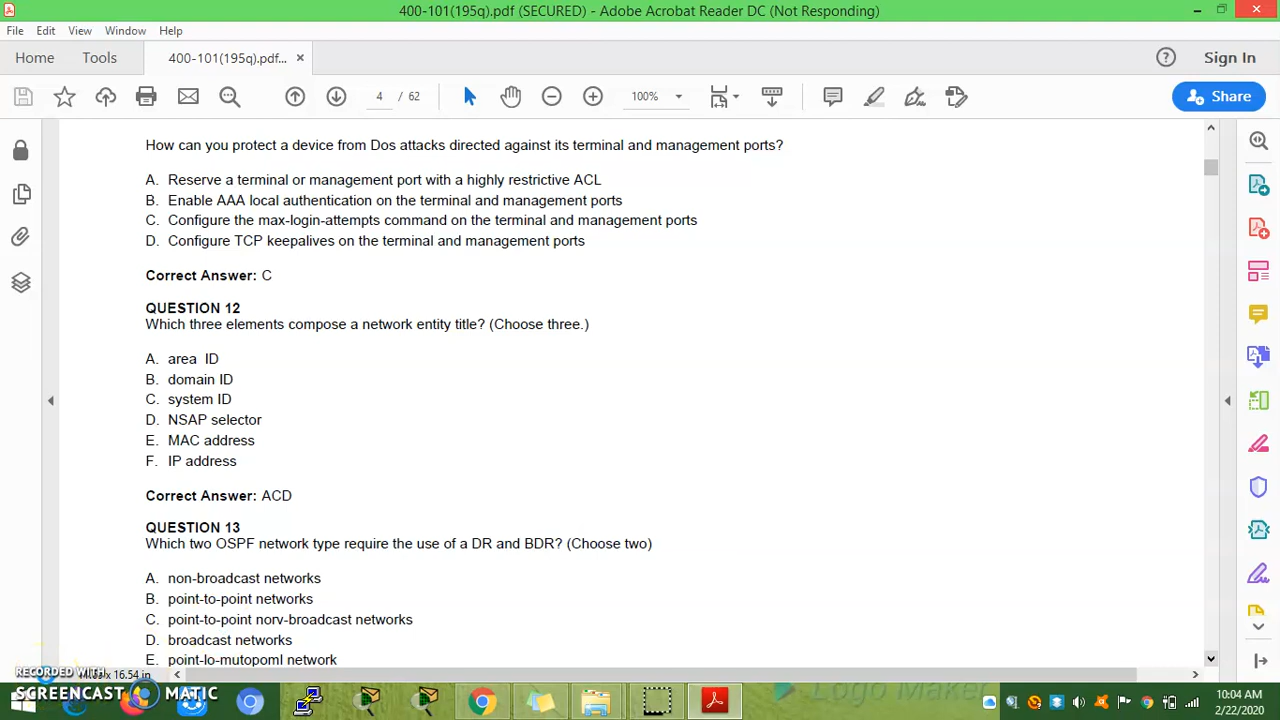 400-101(195q).pdf (SECURED) - Adobe Acrobat Reader DC (Not Responding)
File Edit View Window Help
Home Tools 400-101(195q).pdf... × Sign In
4 / 62 100% Share
How can you protect a device from Dos attacks directed against its terminal and management ports?
A. Reserve a terminal or management port with a highly restrictive ACL
B. Enable AAA local authentication on the terminal and management ports
C. Configure the max-login-attempts command on the terminal and management ports
D. Configure TCP keepalives on the terminal and management ports
Correct Answer: C
QUESTION 12
Which three elements compose a network entity title? (Choose three.)
A. area ID
B. domain ID
C. system ID
D. NSAP selector
E. MAC address
F. IP address
Correct Answer: ACD
QUESTION 13
Which two OSPF network type require the use of a DR and BDR? (Choose two)
A. non-broadcast networks
B. point-to-point networks
C. point-to-point norv-broadcast networks
D. broadcast networks
E. point-lo-mutopoml network
RECORDED WITH
x 16.54 in
SCREENCAST MATIC
Logo Maker
10:04 AM
2/22/2020